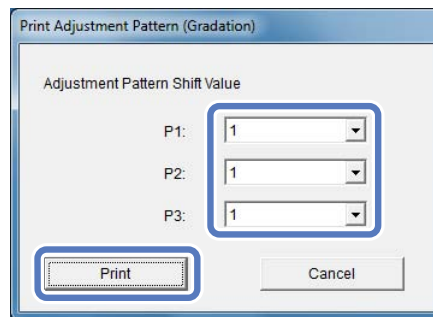 Print Adjustment Pattern (Gradation)
Adjustment Pattern Shift Value
P1: 1
P2: 1
P3: 1
Print Cancel